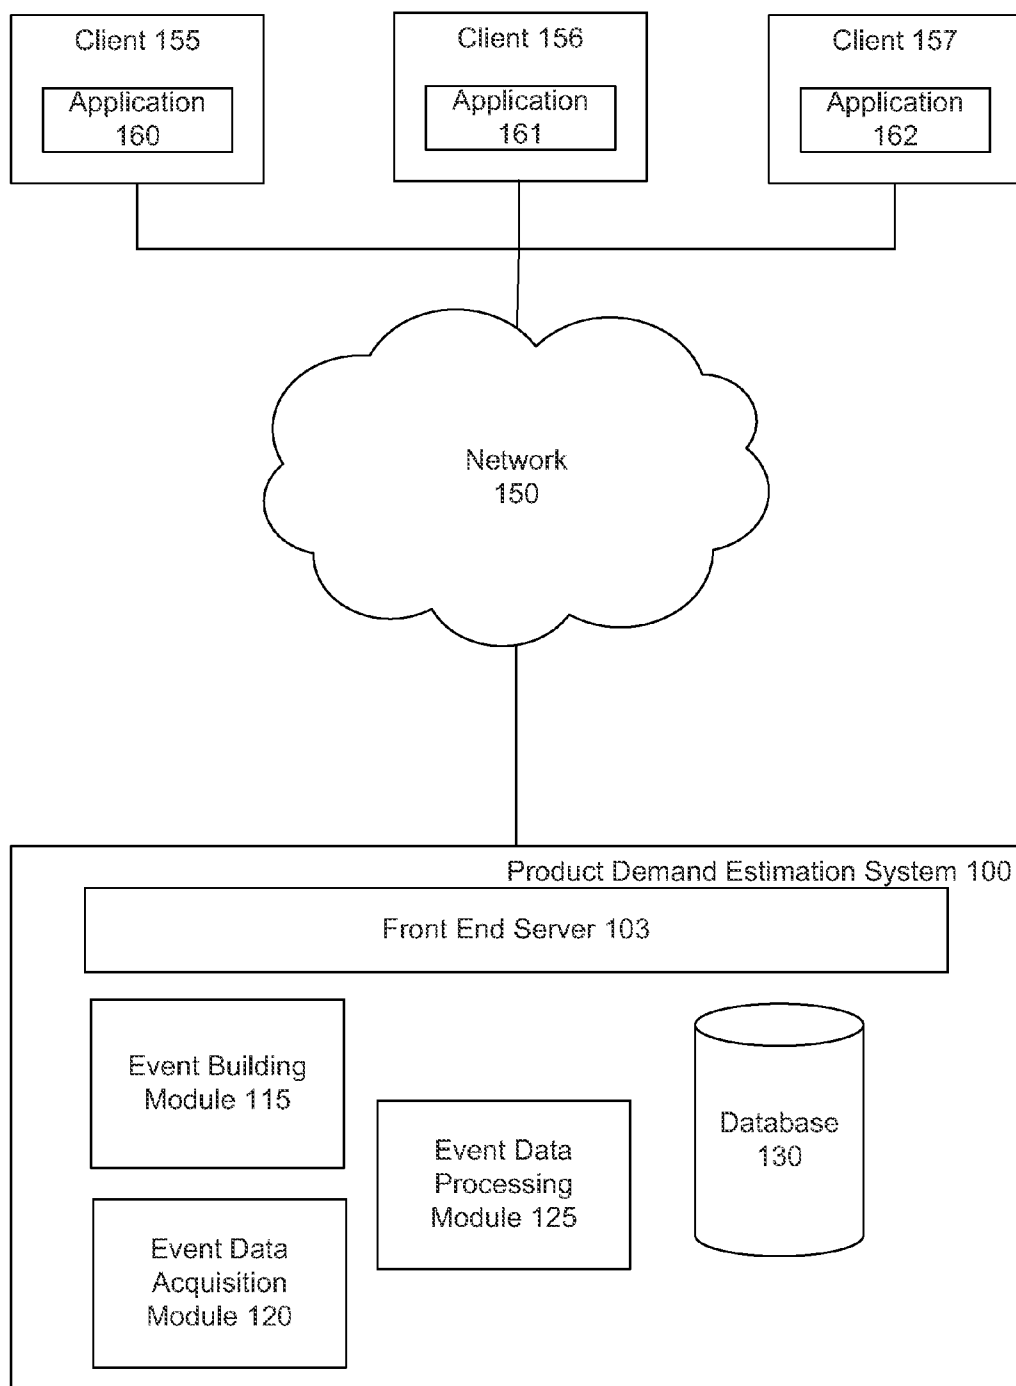 Client 155
Application
160
Client 156
Application
161
Client 157
Application
162
Network
150
Product Demand Estimation System 100
Front End Server 103
Event Building
Module 115
Event Data
Processing
Module 125
Database
130
Event Data
Acquisition
Module 120